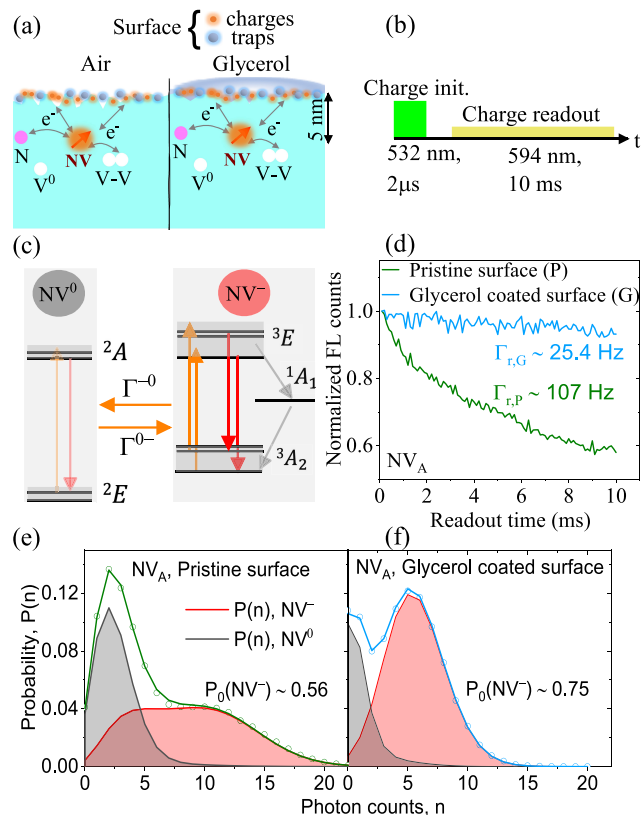 (a)
Surface { charges
traps
Air
Glycerol
e⁻
e⁻
e⁻
e⁻
N
NV
V⁰
V-V
N
NV
V⁰
V-V
5 nm
(b)
Charge init.
Charge readout
t
532 nm,
594 nm,
2μs
10 ms
(c)
NV⁰
NV⁻
²A
³E
¹A₁
Γ⁻⁰
Γ⁰⁻
³A₂
²E
(d)
Pristine surface (P)
Glycerol coated surface (G)
Γr,G ~ 25.4 Hz
Γr,P ~ 107 Hz
NV_A
Normalized FL counts
1.0
0.8
0.6
0
2
4
6
8
10
Readout time (ms)
(e)
NV_A, Pristine surface
P(n), NV⁻
P(n), NV⁰
P₀(NV⁻) ~ 0.56
Probability, P(n)
0.12
0.08
0.04
0.00
0
5
10
15
20
(f)
NV_A, Glycerol coated surface
P₀(NV⁻) ~ 0.75
0
5
10
15
20
Photon counts, n